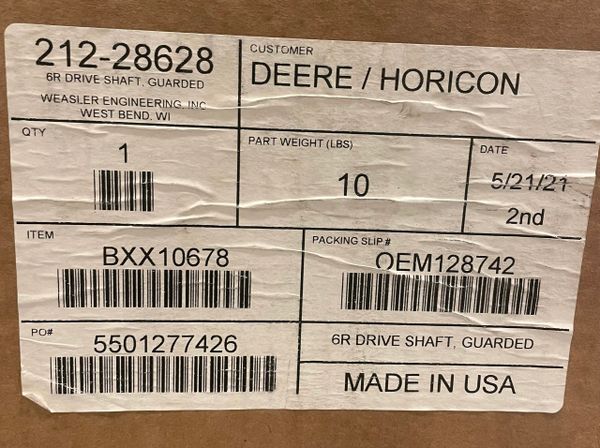 212-28628
6R DRIVE SHAFT, GUARDED
WEASLER ENGINEERING, INC
WEST BEND, WI
CUSTOMER
DEERE / HORICON
QTY
1
PART WEIGHT (LBS)
10
DATE
5/21/21
2nd
ITEM
BXX10678
PACKING SLIP#
OEM128742
PO#
5501277426
6R DRIVE SHAFT, GUARDED
MADE IN USA